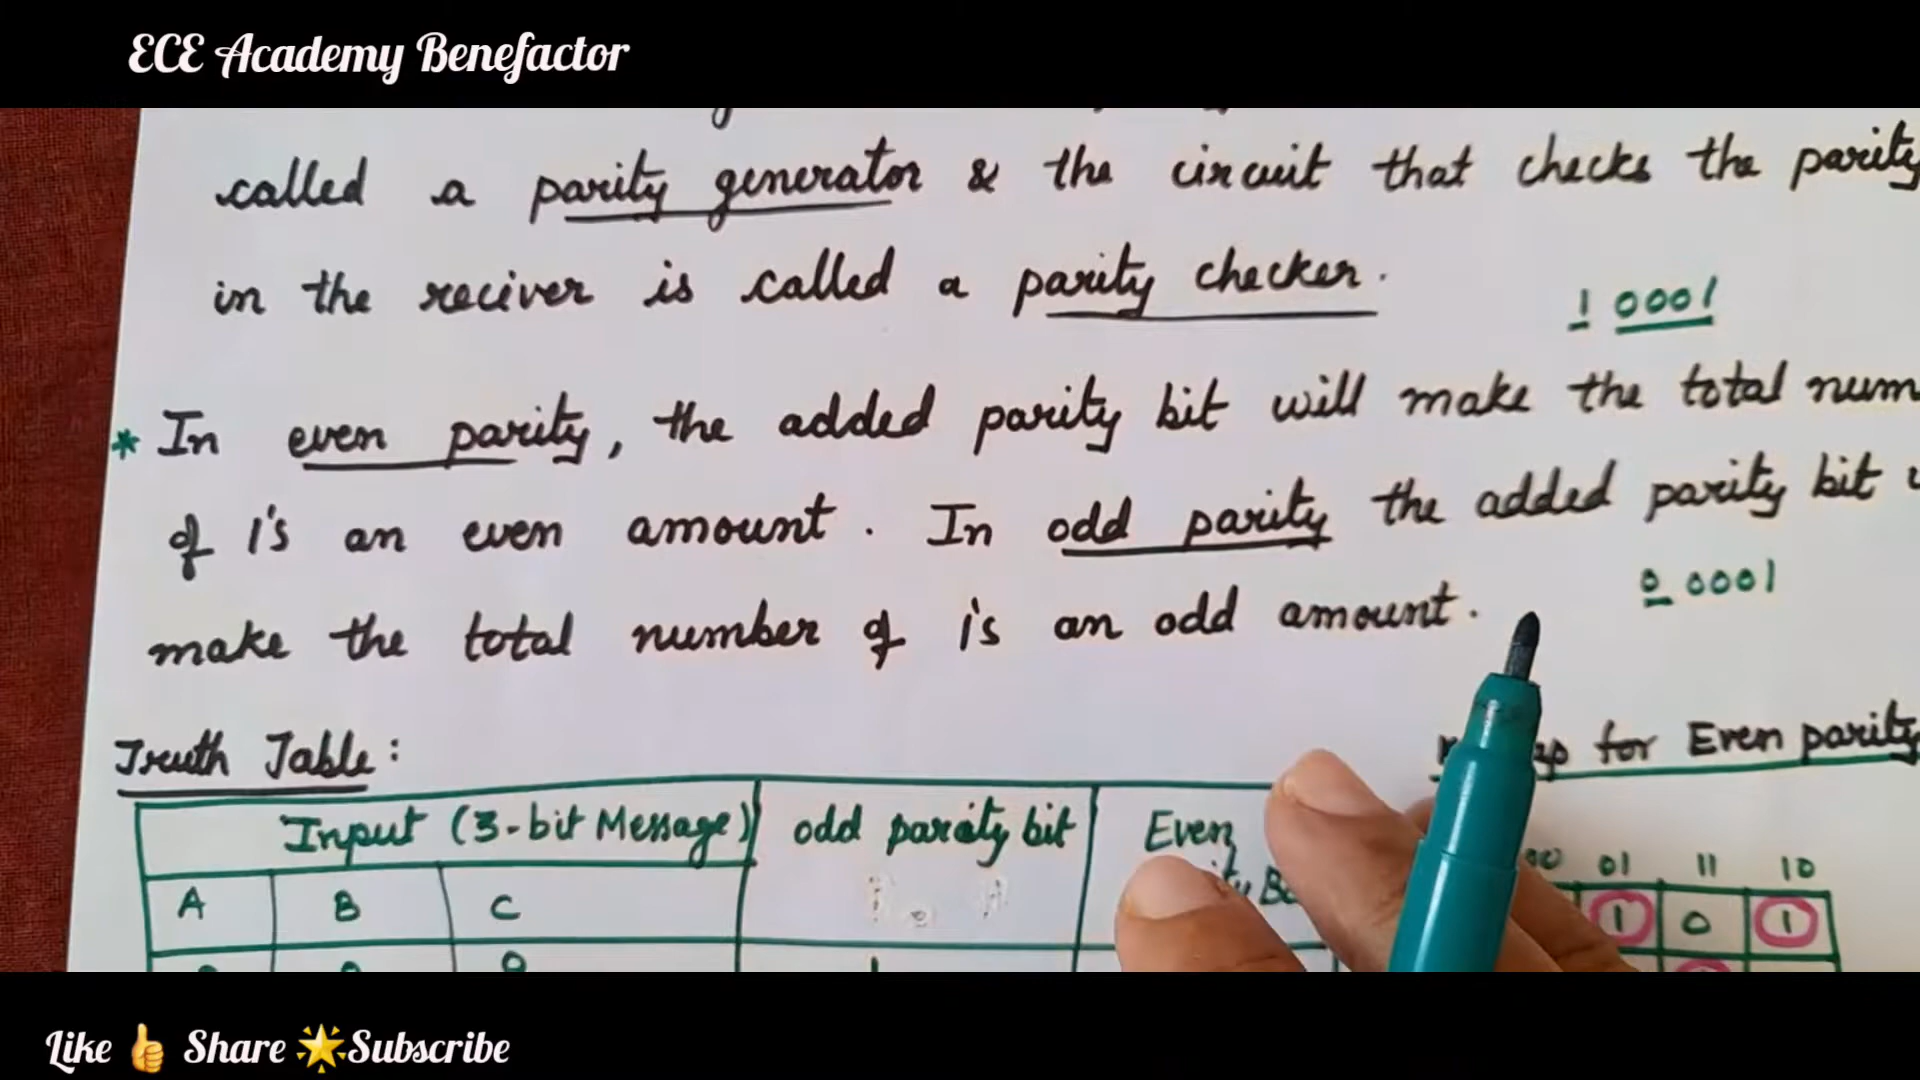 ECE Academy Benefactor
called a parity generator & the circuit that checks the parity
in the reciver is called a parity checker.
1 0001
* In even parity, the added parity bit will make the total num
of 1's an even amount. In odd parity the added parity bit
0 0001
make the total number of 1's an odd amount.
Truth Table:
for Even parity
Input (3-bit Message) odd parity bit Even
00 01 11 10
A B C
1 0 1
Like 👍 Share 🌟Subscribe